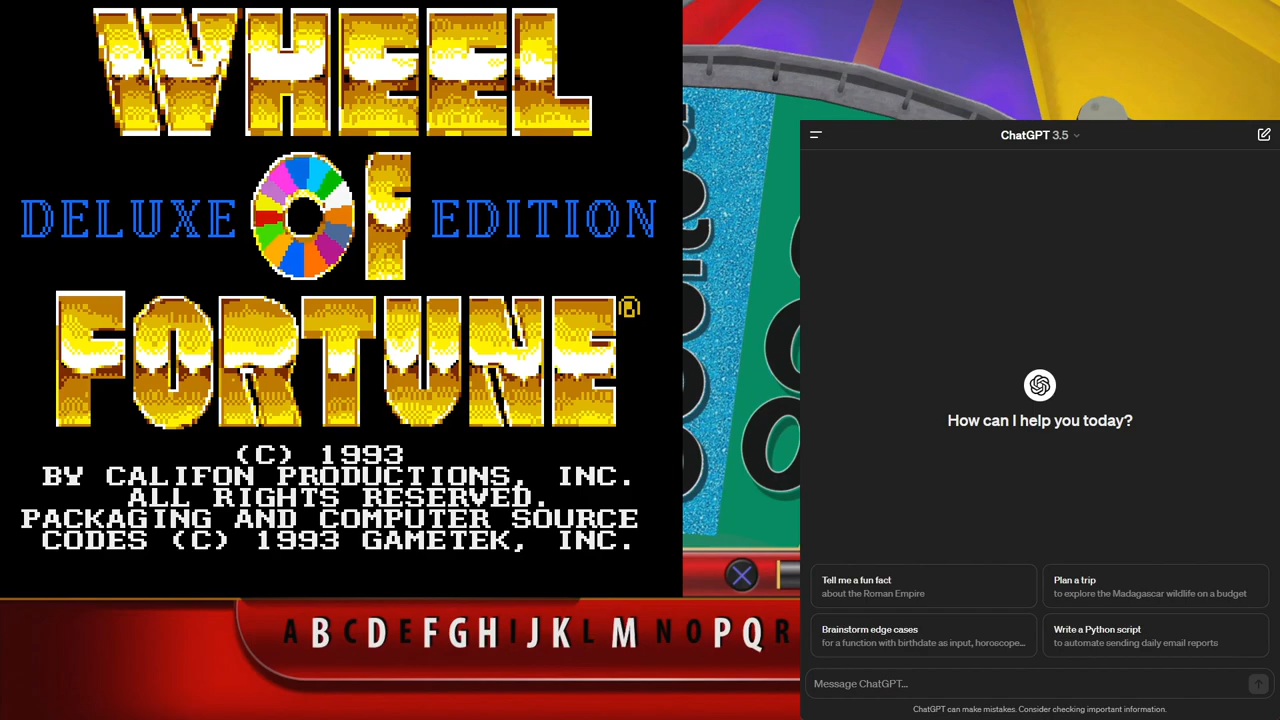 WHEEL
DELUXE OF EDITION
FORTUNE®
(C) 1993
BY CALIFON PRODUCTIONS, INC.
ALL RIGHTS RESERVED.
PACKAGING AND COMPUTER SOURCE
CODES (C) 1993 GAMETEK, INC.
A B C D E F G H I J K L M N O P Q R
ChatGPT 3.5
How can I help you today?
Tell me a fun fact
about the Roman Empire
Plan a trip
to explore the Madagascar wildlife on a budget
Brainstorm edge cases
for a function with birthdate as input, horoscope...
Write a Python script
to automate sending daily email reports
Message ChatGPT...
ChatGPT can make mistakes. Consider checking important information.